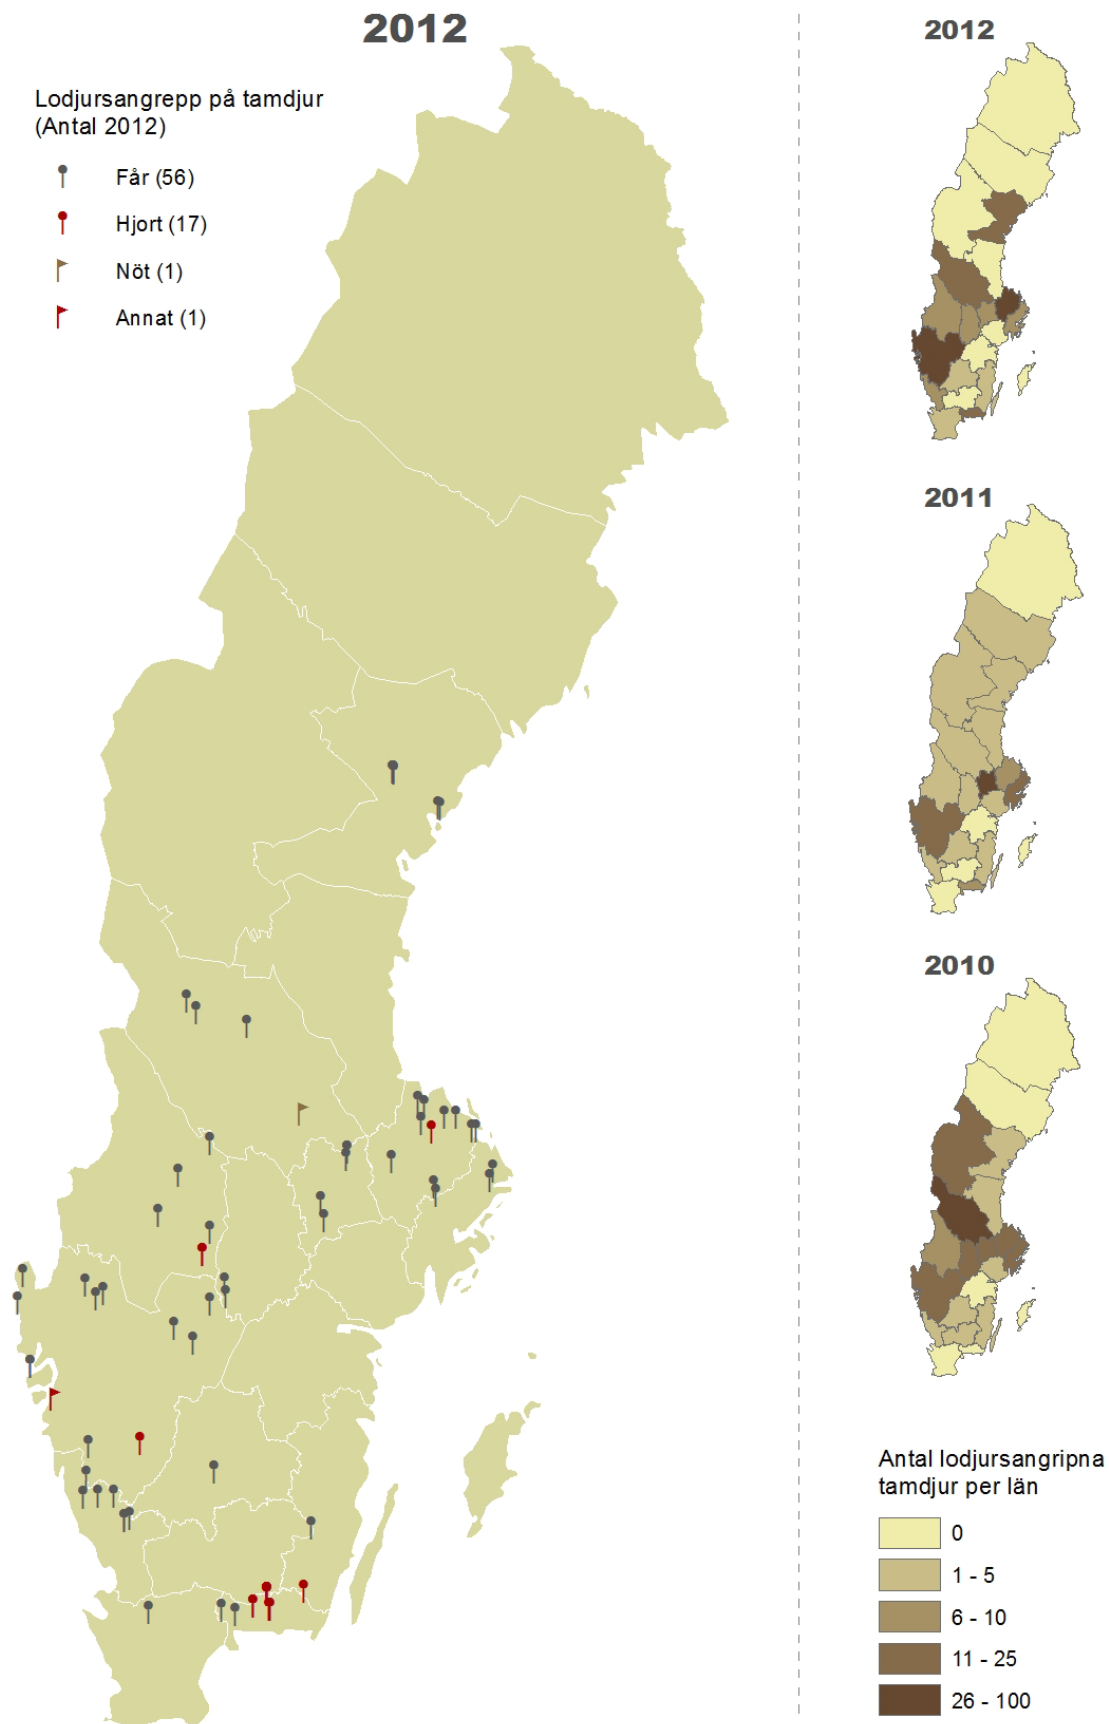 2012
Lodjursangrepp på tamdjur
(Antal 2012)
Får (56)
Hjort (17)
Nöt (1)
Annat (1)
2012
2011
2010
Antal lodjursangripna
tamdjur per län
0
1 - 5
6 - 10
11 - 25
26 - 100